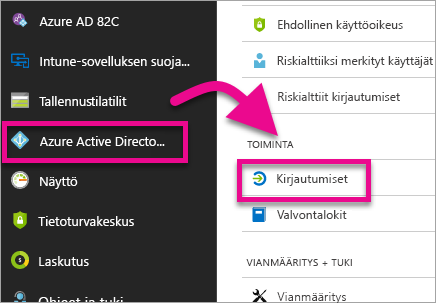 Azure AD 82C
Intune-sovelluksen suoja...
Tallennustilatilit
Azure Active Directo...
Näyttö
Tietoturvakeskus
Laskutus
Ohjeet ja tuki
Ehdollinen käyttöoikeus
Riskialttiiksi merkityt käyttäjät
Riskialttiit kirjautumiset
TOIMINTA
Kirjautumiset
Valvontalokit
VIANMÄÄRITYS + TUKI
Vianmääritys